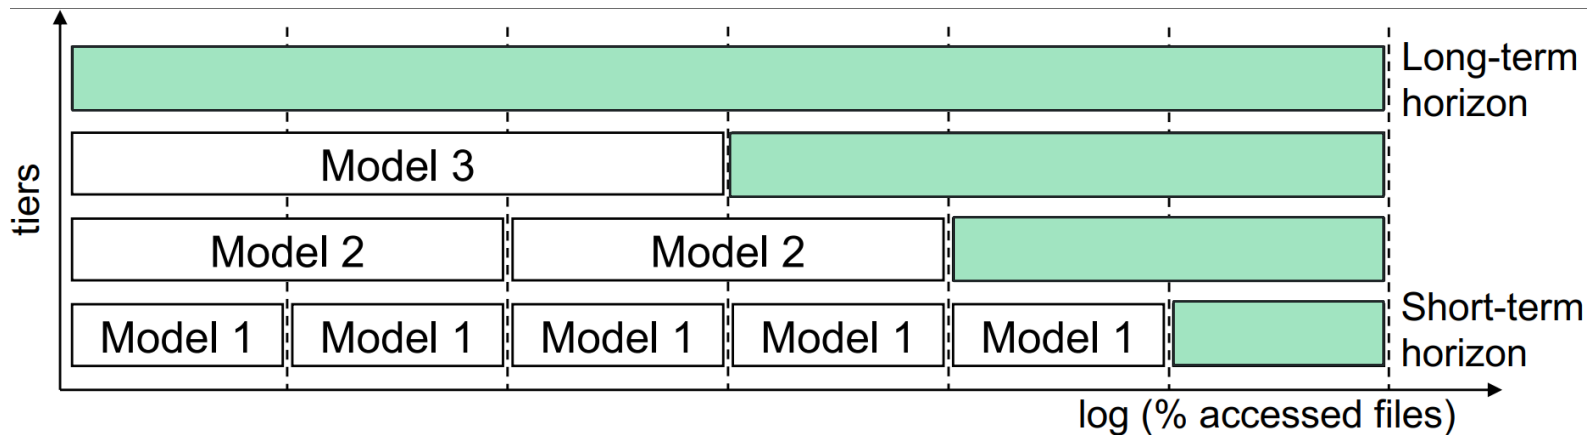 Long-term
horizon
Model 3
tiers
Model 2
Model 2
Model 1
Model 1
Model 1
Model 1
Model 1
Short-term
horizon
log (% accessed files)